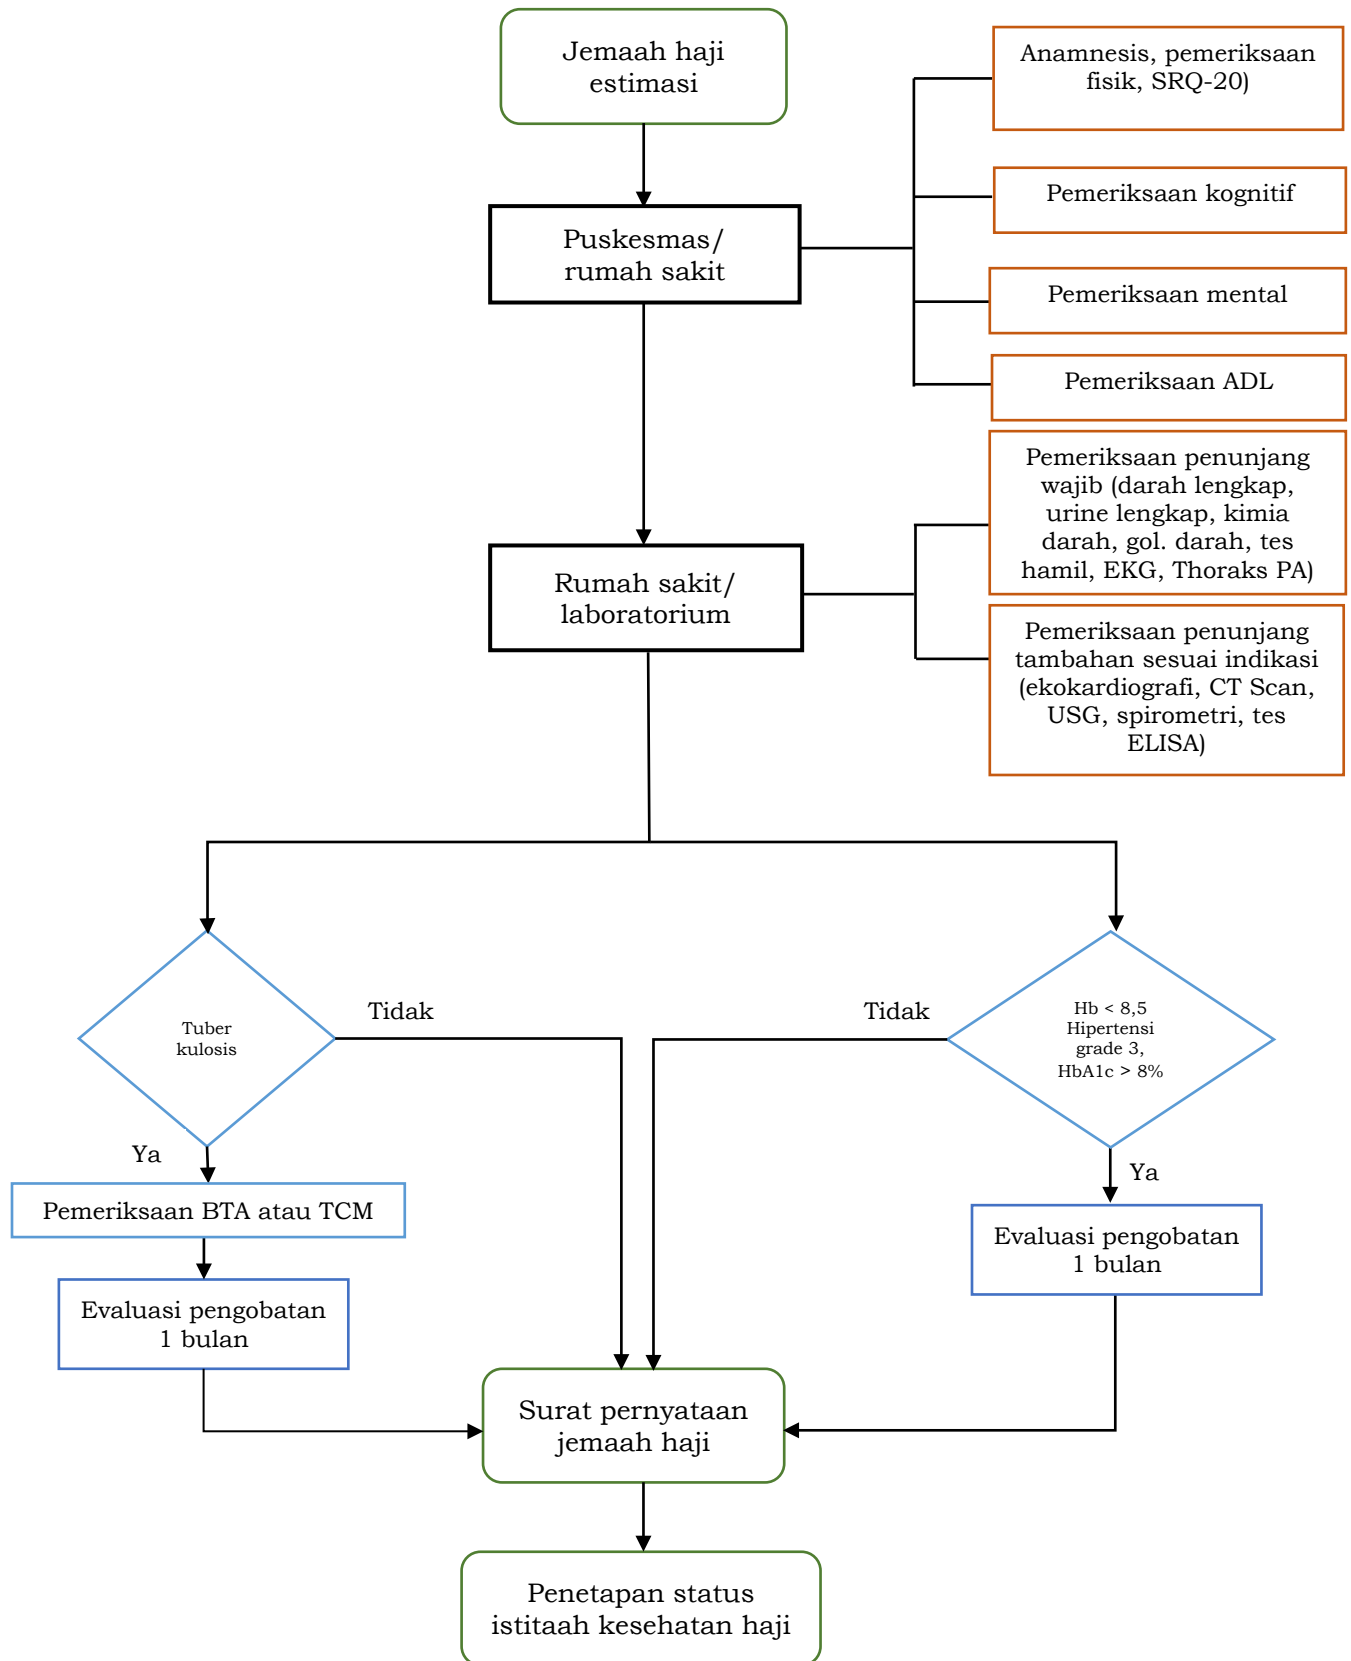 Jemaah haji
estimasi
Anamnesis, pemeriksaan
fisik, SRQ-20)
Pemeriksaan kognitif
Puskesmas/
rumah sakit
Pemeriksaan mental
Pemeriksaan ADL
Pemeriksaan penunjang
wajib (darah lengkap,
urine lengkap, kimia
darah, gol. darah, tes
hamil, EKG, Thoraks PA)
Rumah sakit/
laboratorium
Pemeriksaan penunjang
tambahan sesuai indikasi
(ekokardiografi, CT Scan,
USG, spirometri, tes
ELISA)
Tuber
kulosis
Tidak
Tidak
Hb < 8,5
Hipertensi
grade 3,
HbA1c > 8%
Ya
Ya
Pemeriksaan BTA atau TCM
Evaluasi pengobatan
1 bulan
Evaluasi pengobatan
1 bulan
Surat pernyataan
jemaah haji
Penetapan status
istitaah kesehatan haji